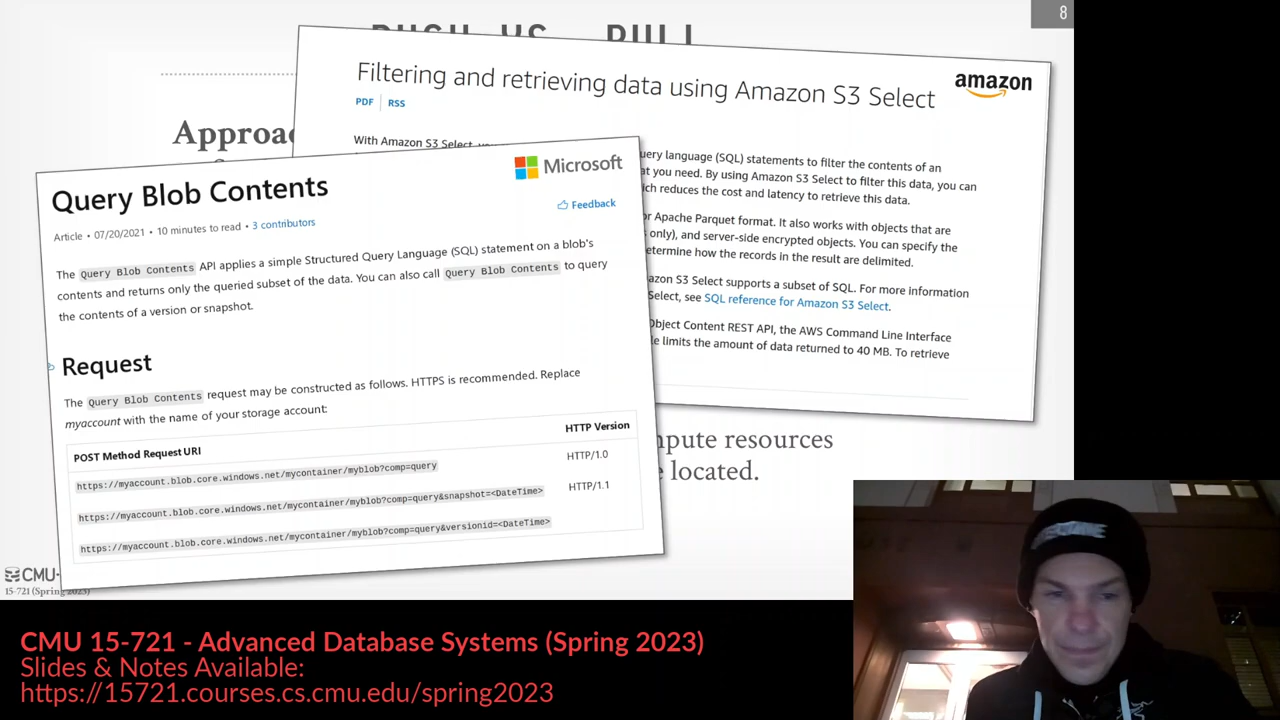 8
PUSH VS. PULL
Approac
Filtering and retrieving data using Amazon S3 Select
amazon
PDF | RSS
With Amazon S3 Select, you
uery language (SQL) statements to filter the contents of an
at you need. By using Amazon S3 Select to filter this data, you can
ich reduces the cost and latency to retrieve this data.
or Apache Parquet format. It also works with objects that are
s only), and server-side encrypted objects. You can specify the
etermine how the records in the result are delimited.
azon S3 Select supports a subset of SQL. For more information
Select, see SQL reference for Amazon S3 Select.
Object Content REST API, the AWS Command Line Interface
le limits the amount of data returned to 40 MB. To retrieve
Query Blob Contents
Microsoft
Article • 07/20/2021 • 10 minutes to read • 3 contributors
Feedback
The Query Blob Contents API applies a simple Structured Query Language (SQL) statement on a blob's
contents and returns only the queried subset of the data. You can also call Query Blob Contents to query
the contents of a version or snapshot.
Request
The Query Blob Contents request may be constructed as follows. HTTPS is recommended. Replace
myaccount with the name of your storage account:
POST Method Request URI HTTP Version
https://myaccount.blob.core.windows.net/mycontainer/myblob?comp=query HTTP/1.0
https://myaccount.blob.core.windows.net/mycontainer/myblob?comp=query&snapshot=<DateTime> HTTP/1.1
https://myaccount.blob.core.windows.net/mycontainer/myblob?comp=query&versionid=<DateTime>
mpute resources
e located.
CMU-
15-721 (Spring 2023)
CMU 15-721 - Advanced Database Systems (Spring 2023)
Slides & Notes Available:
https://15721.courses.cs.cmu.edu/spring2023